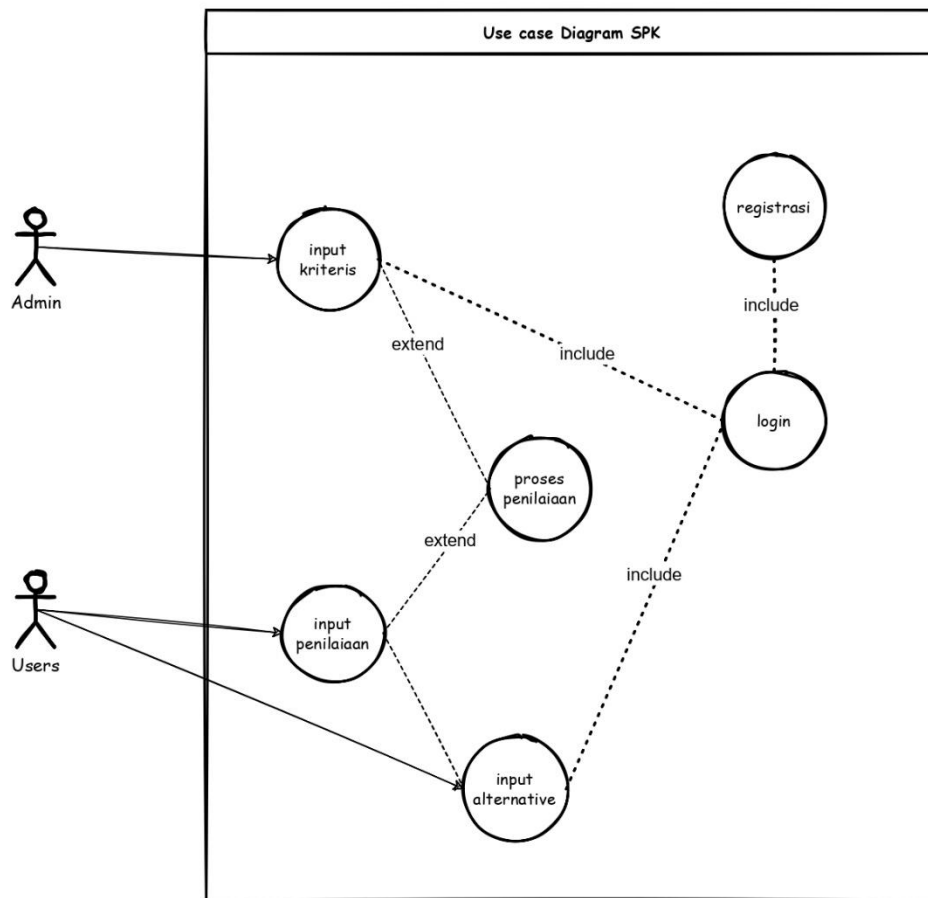 Use case Diagram SPK
registrasi
input
kriteris
include
Admin
extend
include
login
proses
penilaiaan
extend
include
input
penilaiaan
Users
input
alternative